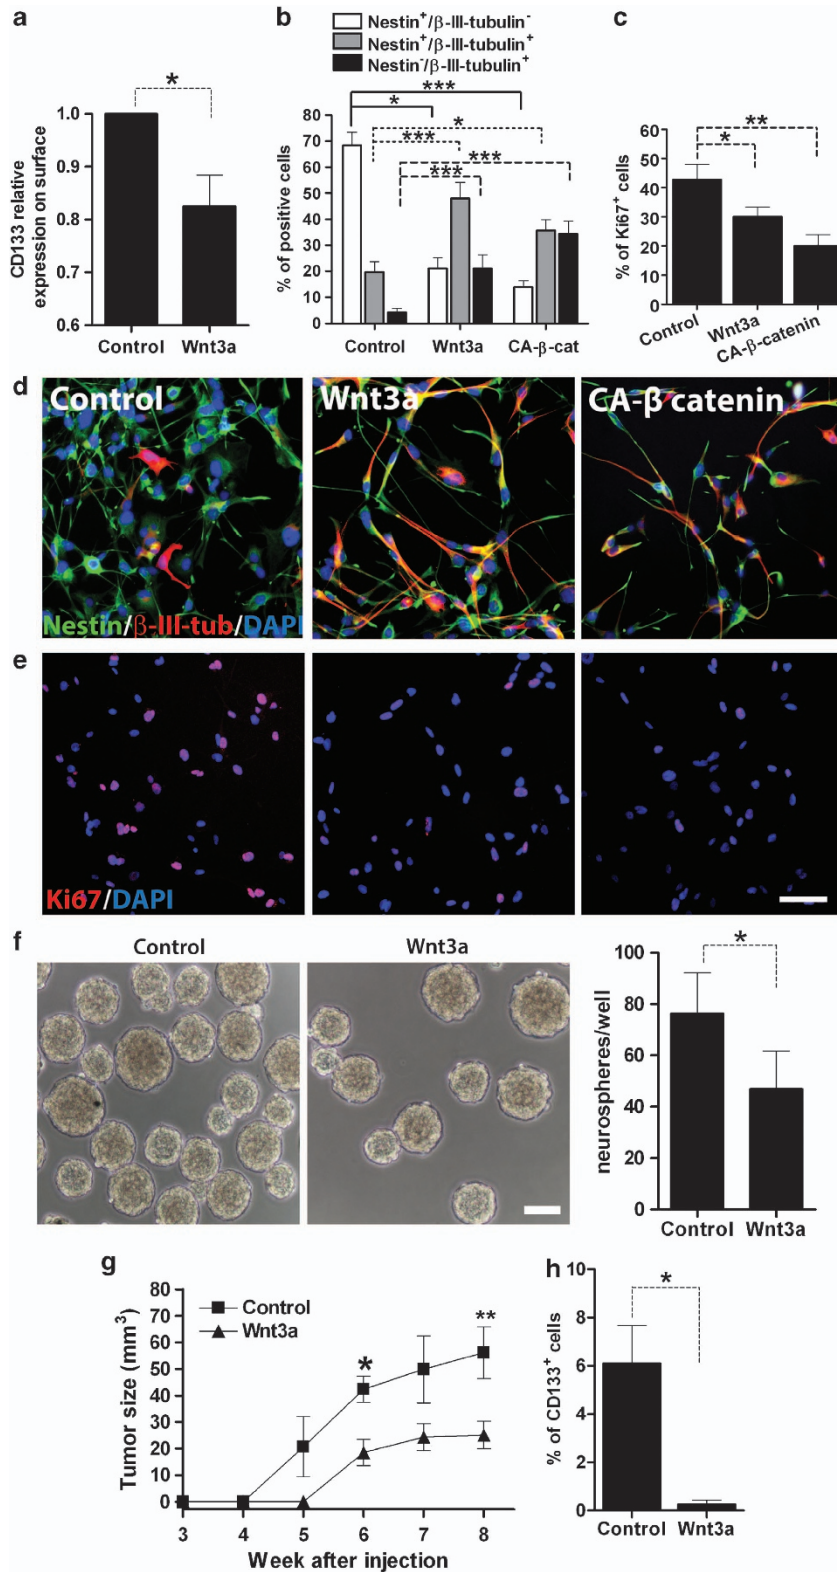 a
b
c
Nestin⁺/β-III-tubulin⁻
Nestin⁺/β-III-tubulin⁺
Nestin⁻/β-III-tubulin⁺
*
CD133 relative
expression on surface
1.0
0.9
0.8
0.7
0.6
Control
Wnt3a
***
*
*
***
***
***
% of positive cells
80
70
60
50
40
30
20
10
0
Control
Wnt3a
CA-β-cat
**
*
% of Ki67⁺ cells
60
50
40
30
20
10
0
Control
Wnt3a
CA-β-catenin
d
Control
Wnt3a
CA-β catenin
Nestin/β-III-tub/DAPI
e
Ki67/DAPI
f
Control
Wnt3a
*
neurospheres/well
100
80
60
40
80
0
Control
Wnt3a
g
Control
Wnt3a
*
**
Tumor size (mm³)
80
70
60
50
40
30
20
10
0
3
4
5
6
7
8
Week after injection
h
*
% of CD133⁺ cells
10
8
6
4
2
0
Control
Wnt3a